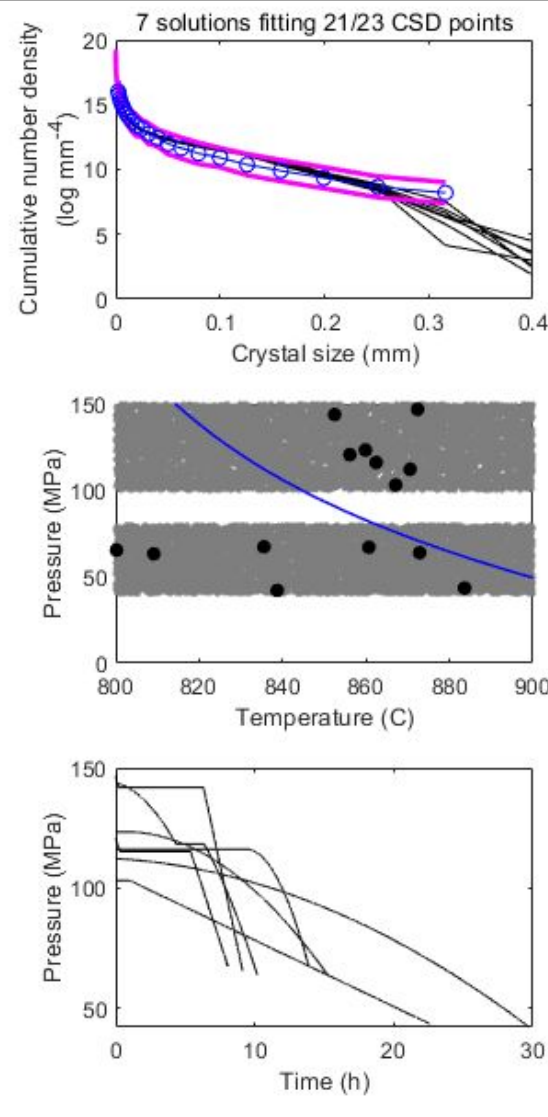 7 solutions fitting 21/23 CSD points
Cumulative number density
(log mm-4)
20
15
10
5
0
0 0.1 0.2 0.3 0.4
Crystal size (mm)
Pressure (MPa)
150
100
50
0
800 820 840 860 880 900
Temperature (C)
Pressure (MPa)
150
100
50
0 10 20 30
Time (h)